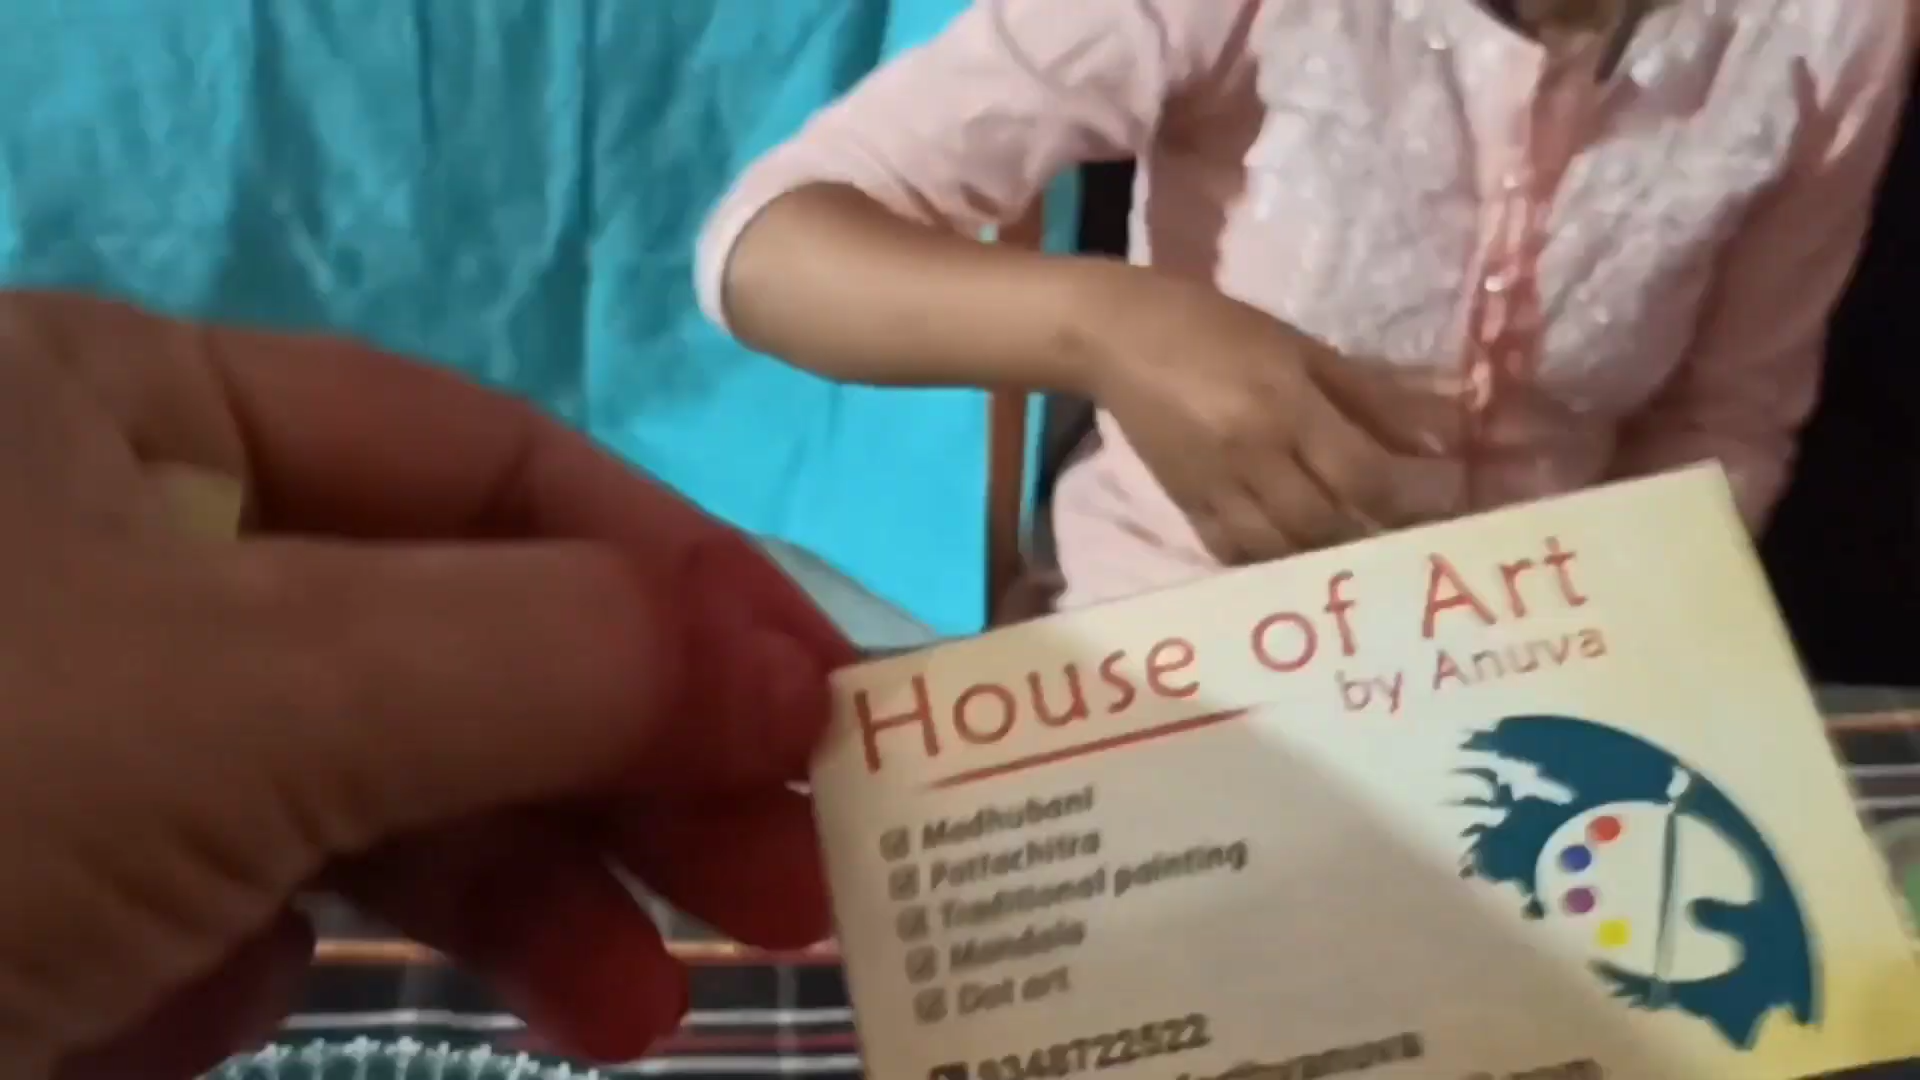 House of Art
by Anuva
Madhubani
Pattachitra
Traditional painting
Mandala
Dot art
9348722522